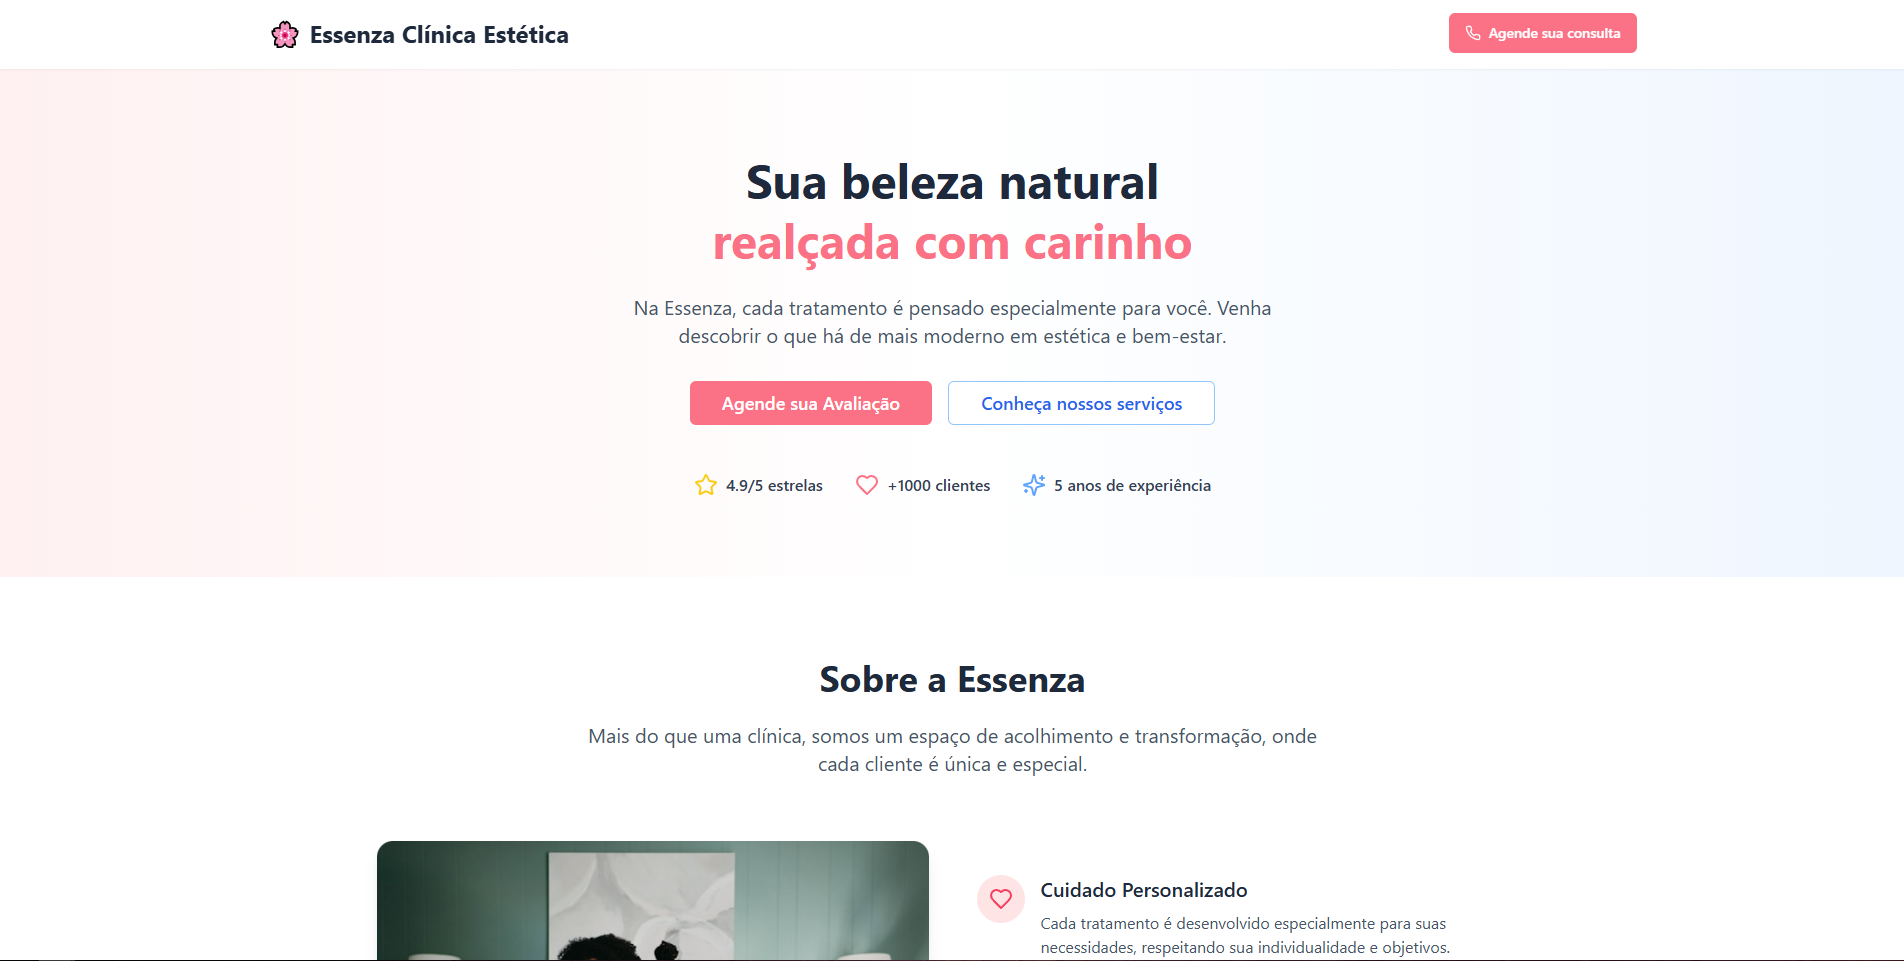 Essenza Clínica Estética
Agende sua consulta
Sua beleza natural
realçada com carinho
Na Essenza, cada tratamento é pensado especialmente para você. Venha
descobrir o que há de mais moderno em estética e bem-estar.
Agende sua Avaliação
Conheça nossos serviços
4.9/5 estrelas
+1000 clientes
5 anos de experiência
Sobre a Essenza
Mais do que uma clínica, somos um espaço de acolhimento e transformação, onde
cada cliente é única e especial.
Cuidado Personalizado
Cada tratamento é desenvolvido especialmente para suas
necessidades, respeitando sua individualidade e objetivos.